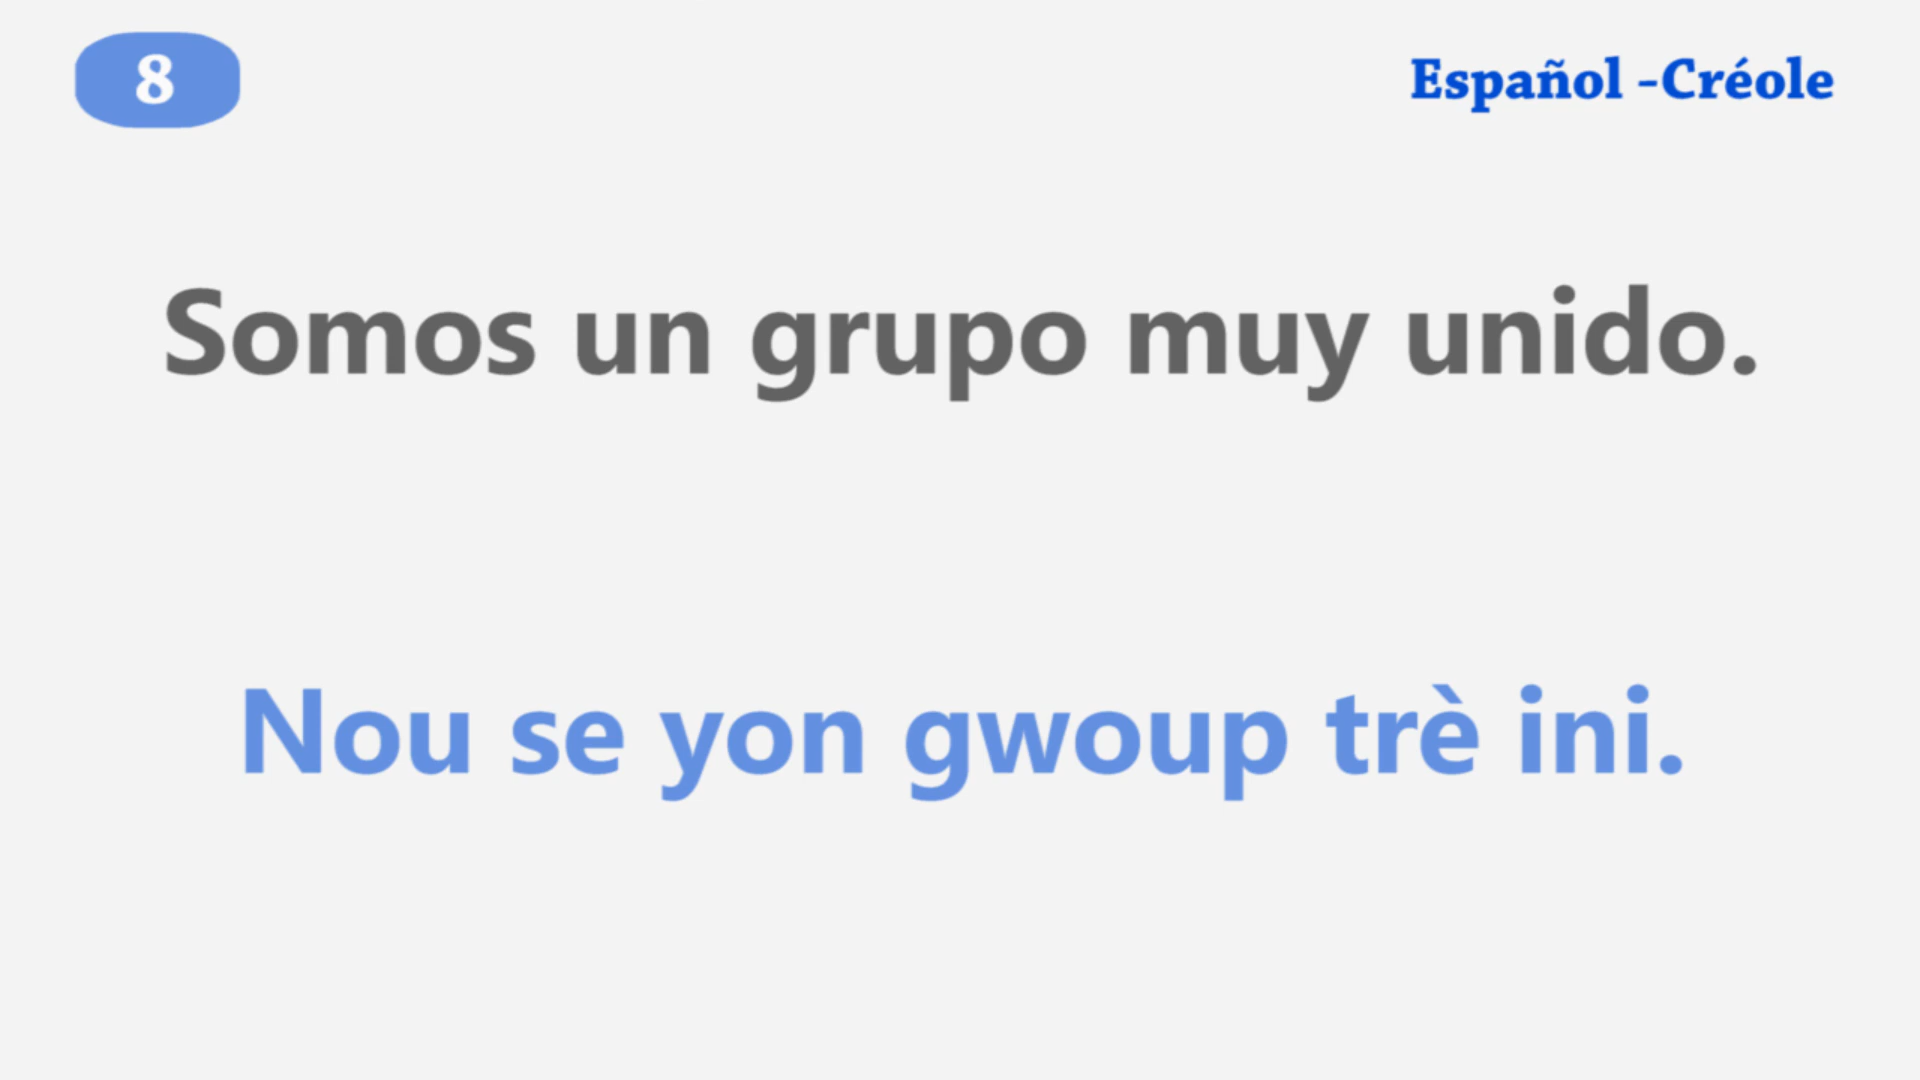 8
Español -Créole
Somos un grupo muy unido.
Nou se yon gwoup trè ini.